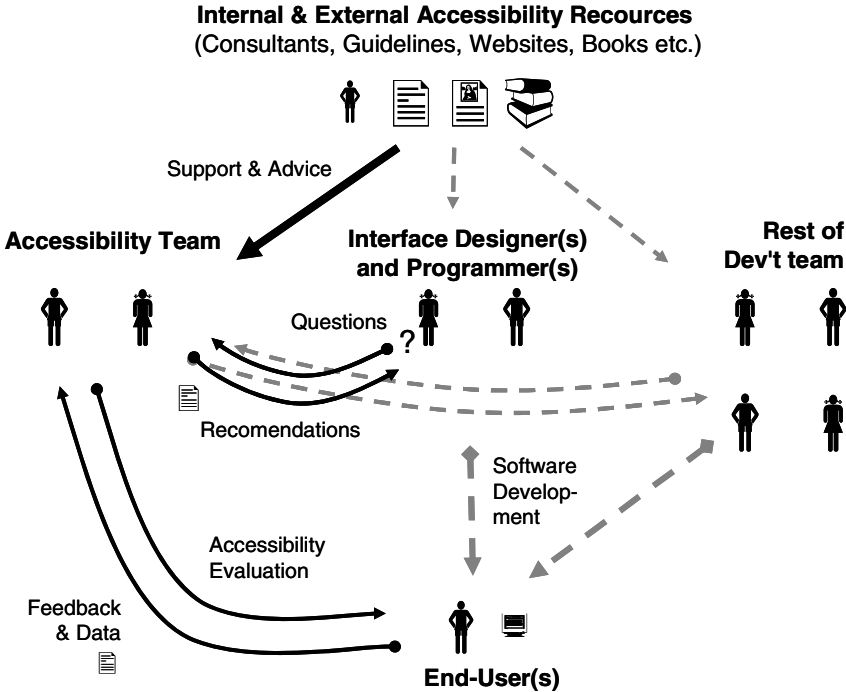 Internal & External Accessibility Recources
(Consultants, Guidelines, Websites, Books etc.)
Support & Advice
Accessibility Team
Interface Designer(s)
and Programmer(s)
Rest of
Dev't team
Questions
?
Recomendations
Software
Develop-
ment
Accessibility
Evaluation
Feedback
& Data
End-User(s)